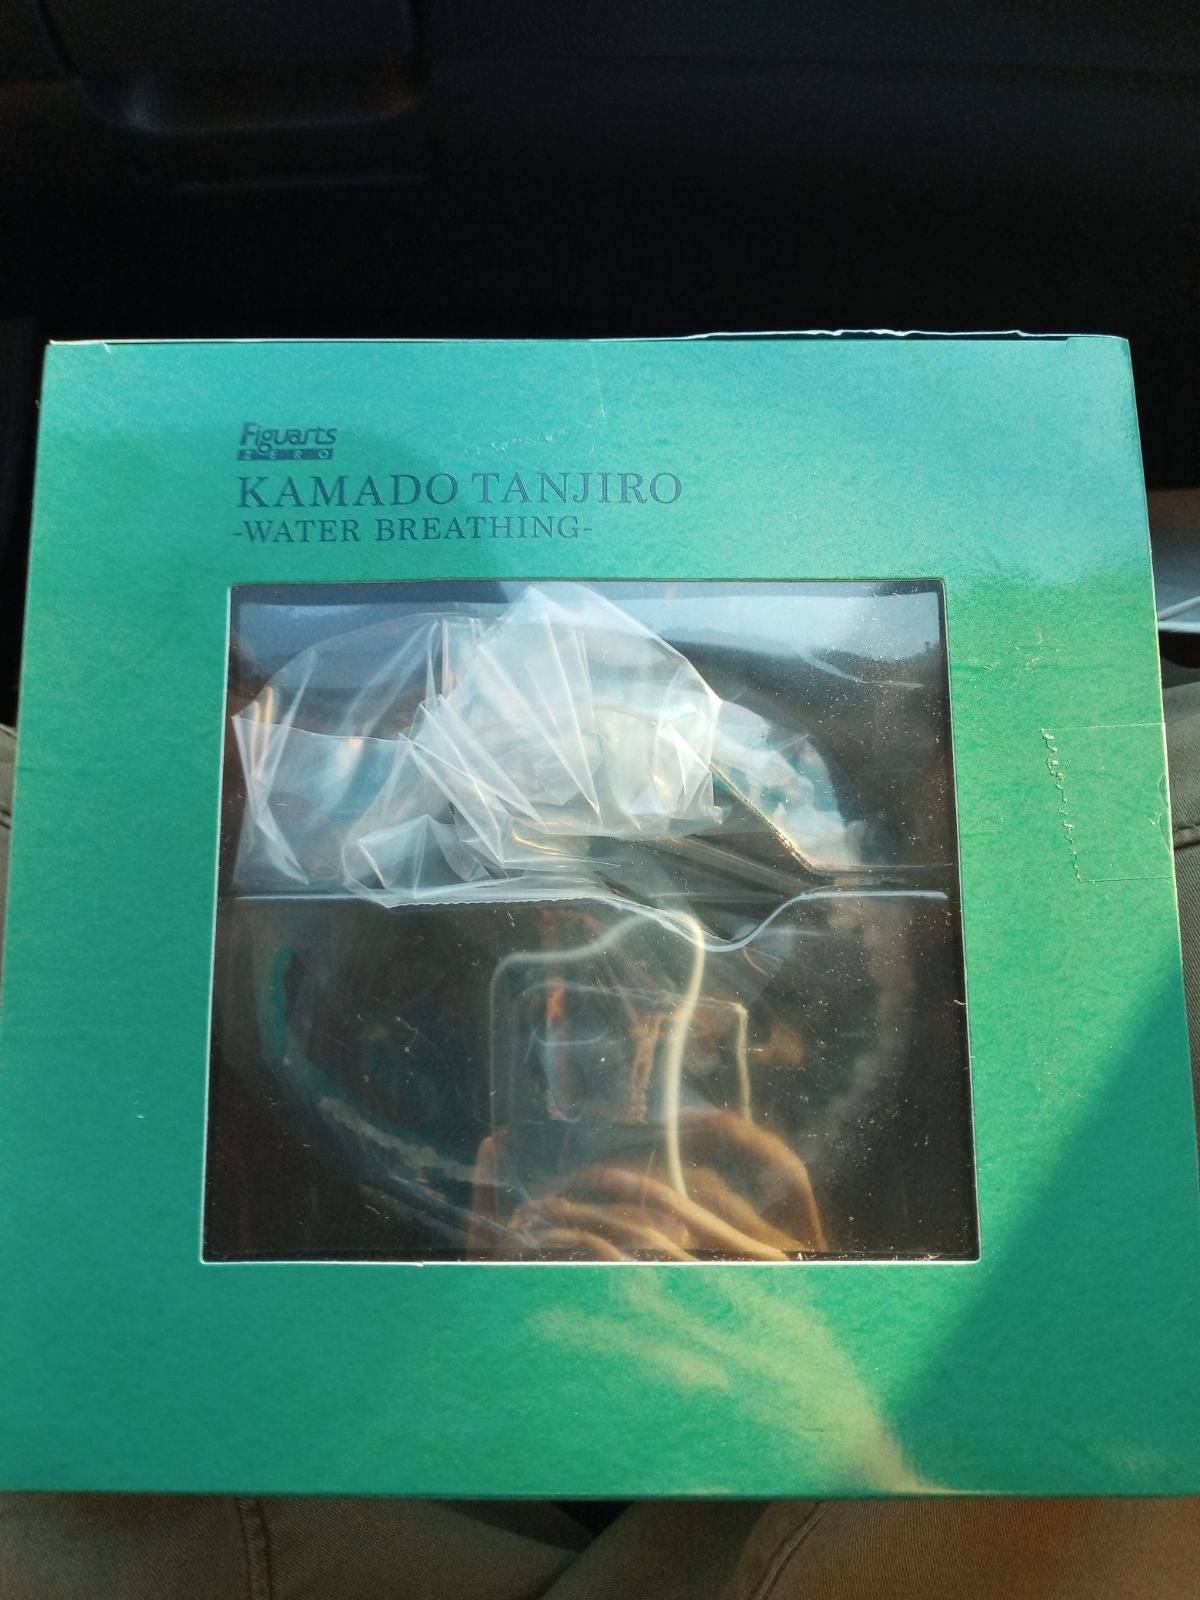 Figuarts
ZERO
KAMADO TANJIRO
-WATER BREATHING-